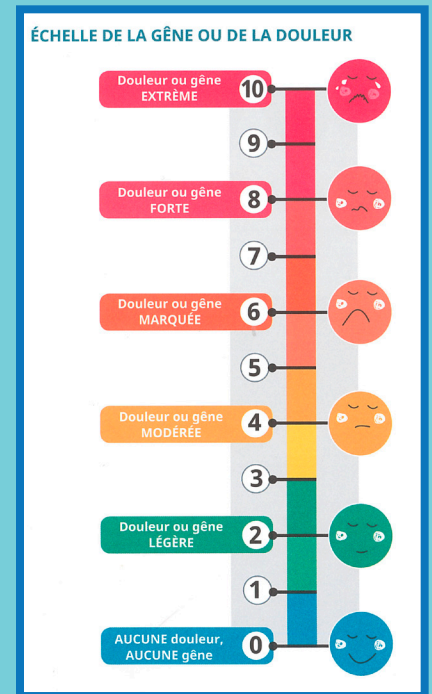 ÉCHELLE DE LA GÊNE OU DE LA DOULEUR
Douleur ou gêne
EXTRÊME
10
9
Douleur ou gêne
FORTE
8
7
Douleur ou gêne
MARQUÉE
6
5
Douleur ou gêne
MODÉRÉE
4
3
Douleur ou gêne
LÉGÈRE
2
1
AUCUNE douleur,
AUCUNE gêne
0